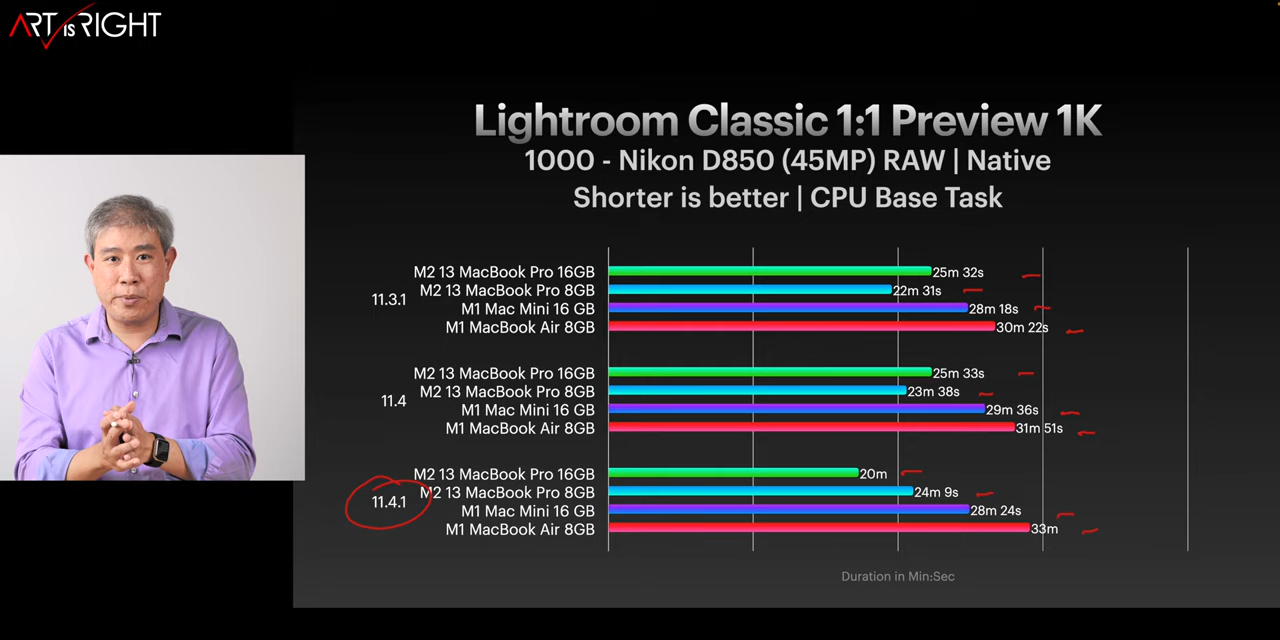 ART IS RIGHT
Lightroom Classic 1:1 Preview 1K
1000 - Nikon D850 (45MP) RAW | Native
Shorter is better | CPU Base Task
11.3.1
M2 13 MacBook Pro 16GB 25m 32s
M2 13 MacBook Pro 8GB 22m 31s
M1 Mac Mini 16 GB 28m 18s
M1 MacBook Air 8GB 30m 22s
11.4
M2 13 MacBook Pro 16GB 25m 33s
M2 13 MacBook Pro 8GB 23m 38s
M1 Mac Mini 16 GB 29m 36s
M1 MacBook Air 8GB 31m 51s
11.4.1
M2 13 MacBook Pro 16GB 20m
M2 13 MacBook Pro 8GB 24m 9s
M1 Mac Mini 16 GB 28m 24s
M1 MacBook Air 8GB 33m
Duration in Min:Sec